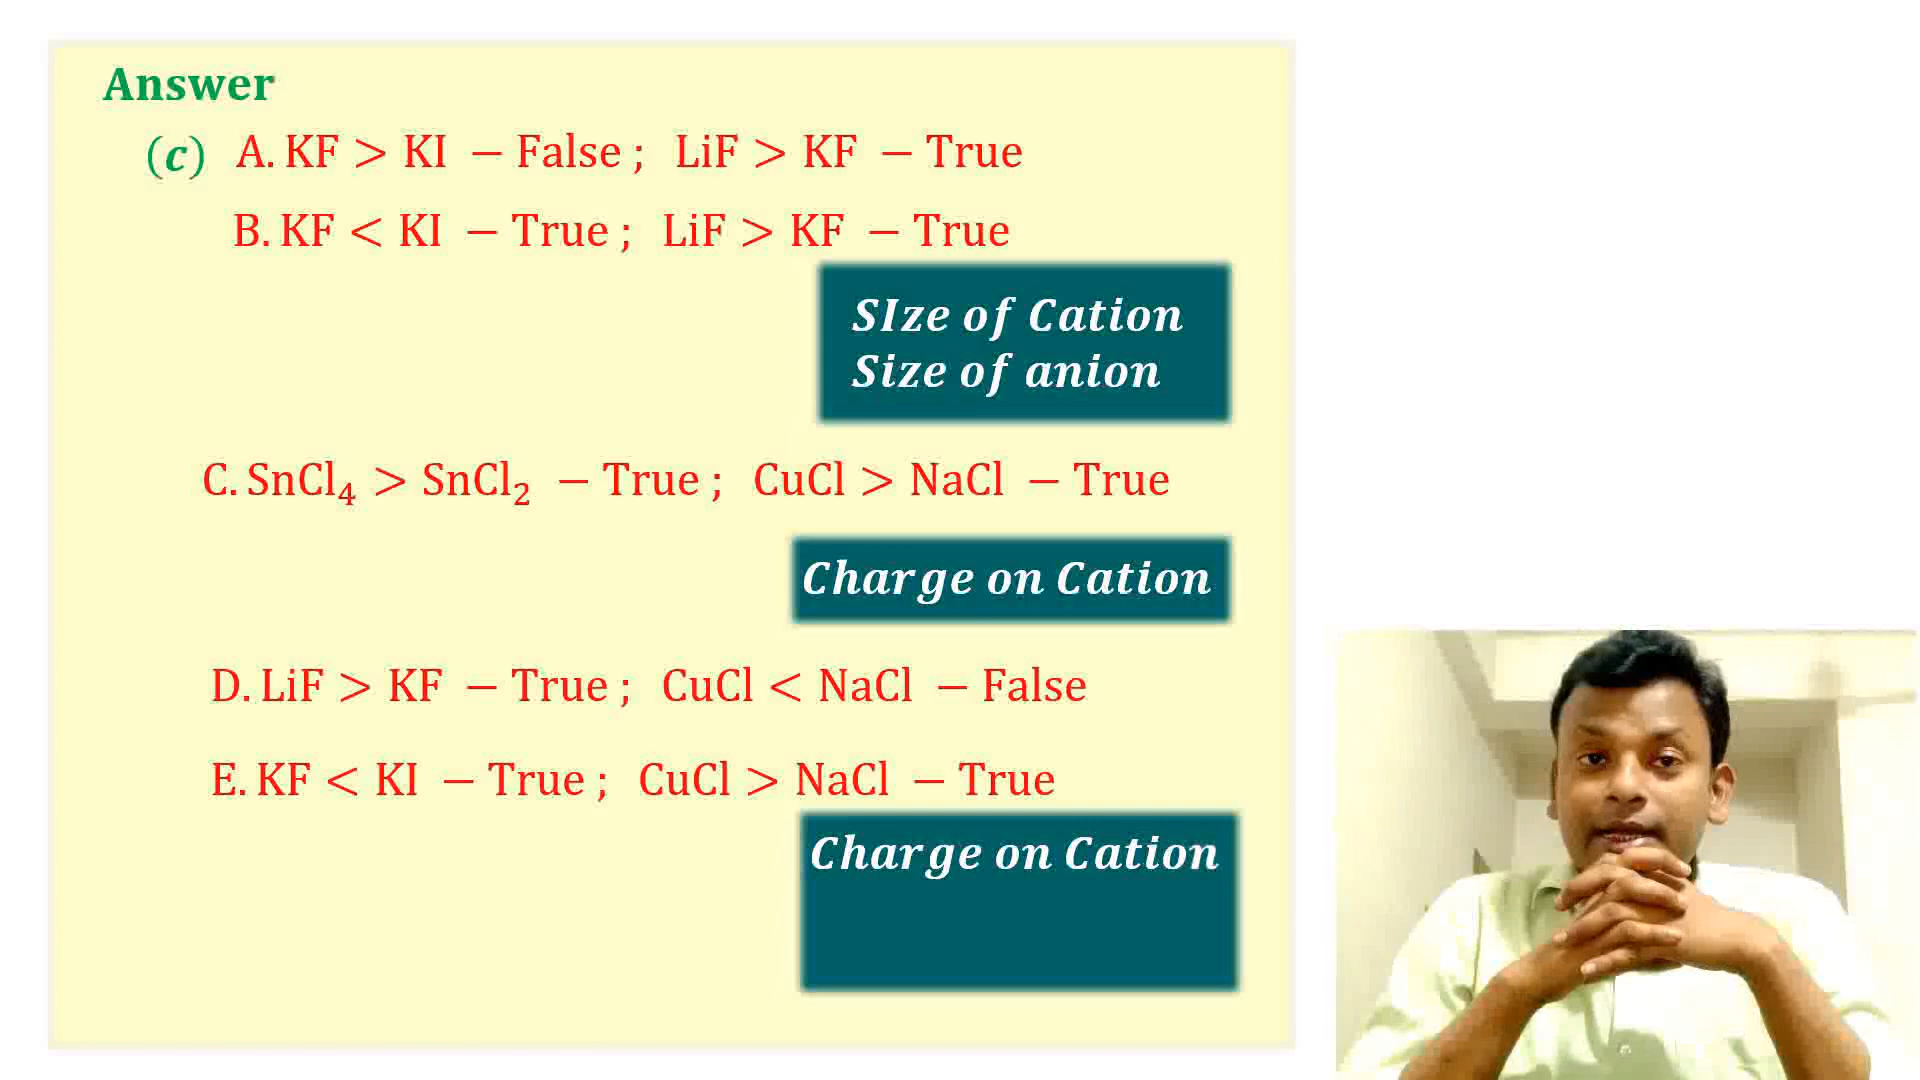 Answer
(c) A. KF > KI − False ; LiF > KF − True
B. KF < KI − True ; LiF > KF − True
SIze of Cation
Size of anion
C. SnCl₄ > SnCl₂ − True ; CuCl > NaCl − True
Charge on Cation
D. LiF > KF − True ; CuCl < NaCl − False
E. KF < KI − True ; CuCl > NaCl − True
Charge on Cation